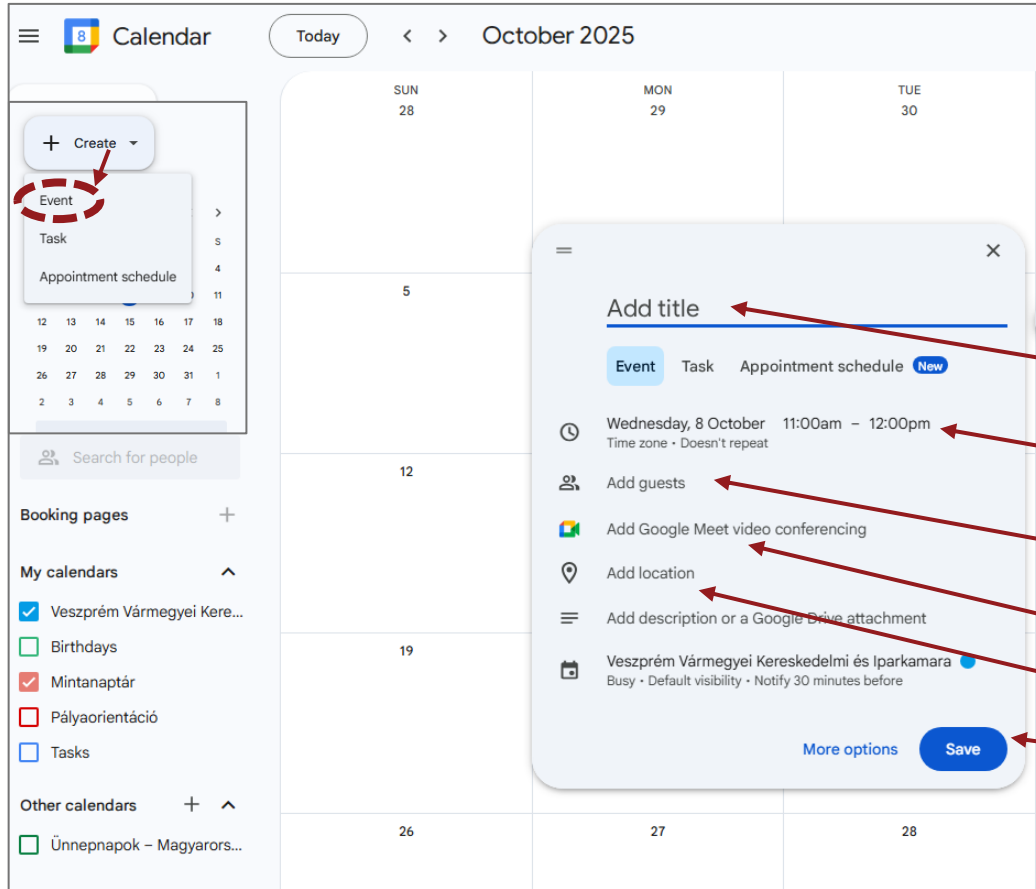 8 Calendar Today < > October 2025
SUN MON TUE
28 29 30
+ Create
Event
Task
Appointment schedule
S
4
11
12 13 14 15 16 17 18
19 20 21 22 23 24 25
26 27 28 29 30 31 1
2 3 4 5 6 7 8
Search for people
Booking pages +
My calendars
Veszprém Vármegyei Kere...
Birthdays
Mintanaptár
Pályaorientáció
Tasks
Other calendars +
Ünnepnapok – Magyarors...
5
12
19
26 27 28
Add title
Event Task Appointment schedule New
Wednesday, 8 October 11:00am – 12:00pm
Time zone • Doesn't repeat
Add guests
Add Google Meet video conferencing
Add location
Add description or a Google Drive attachment
Veszprém Vármegyei Kereskedelmi és Iparkamara
Busy • Default visibility • Notify 30 minutes before
More options Save